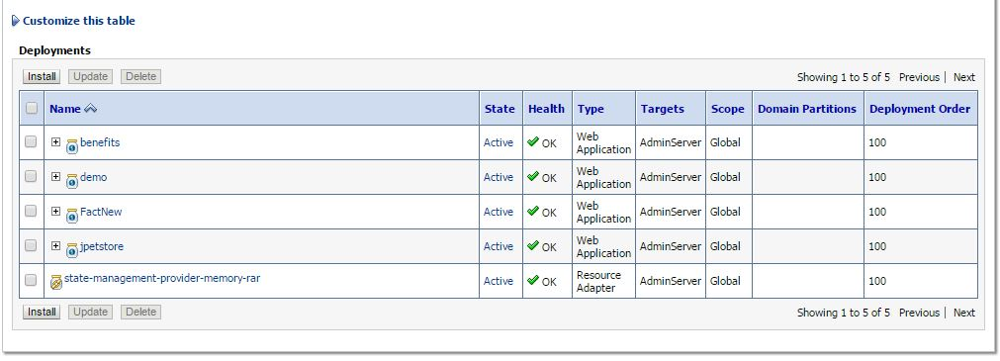 Customize this table
Deployments
Install Update Delete Showing 1 to 5 of 5 Previous | Next
Name State Health Type Targets Scope Domain Partitions Deployment Order
benefits Active OK Web Application AdminServer Global 100
demo Active OK Web Application AdminServer Global 100
FactNew Active OK Web Application AdminServer Global 100
jpetstore Active OK Web Application AdminServer Global 100
state-management-provider-memory-rar Active OK Resource Adapter AdminServer Global 100
Install Update Delete Showing 1 to 5 of 5 Previous | Next